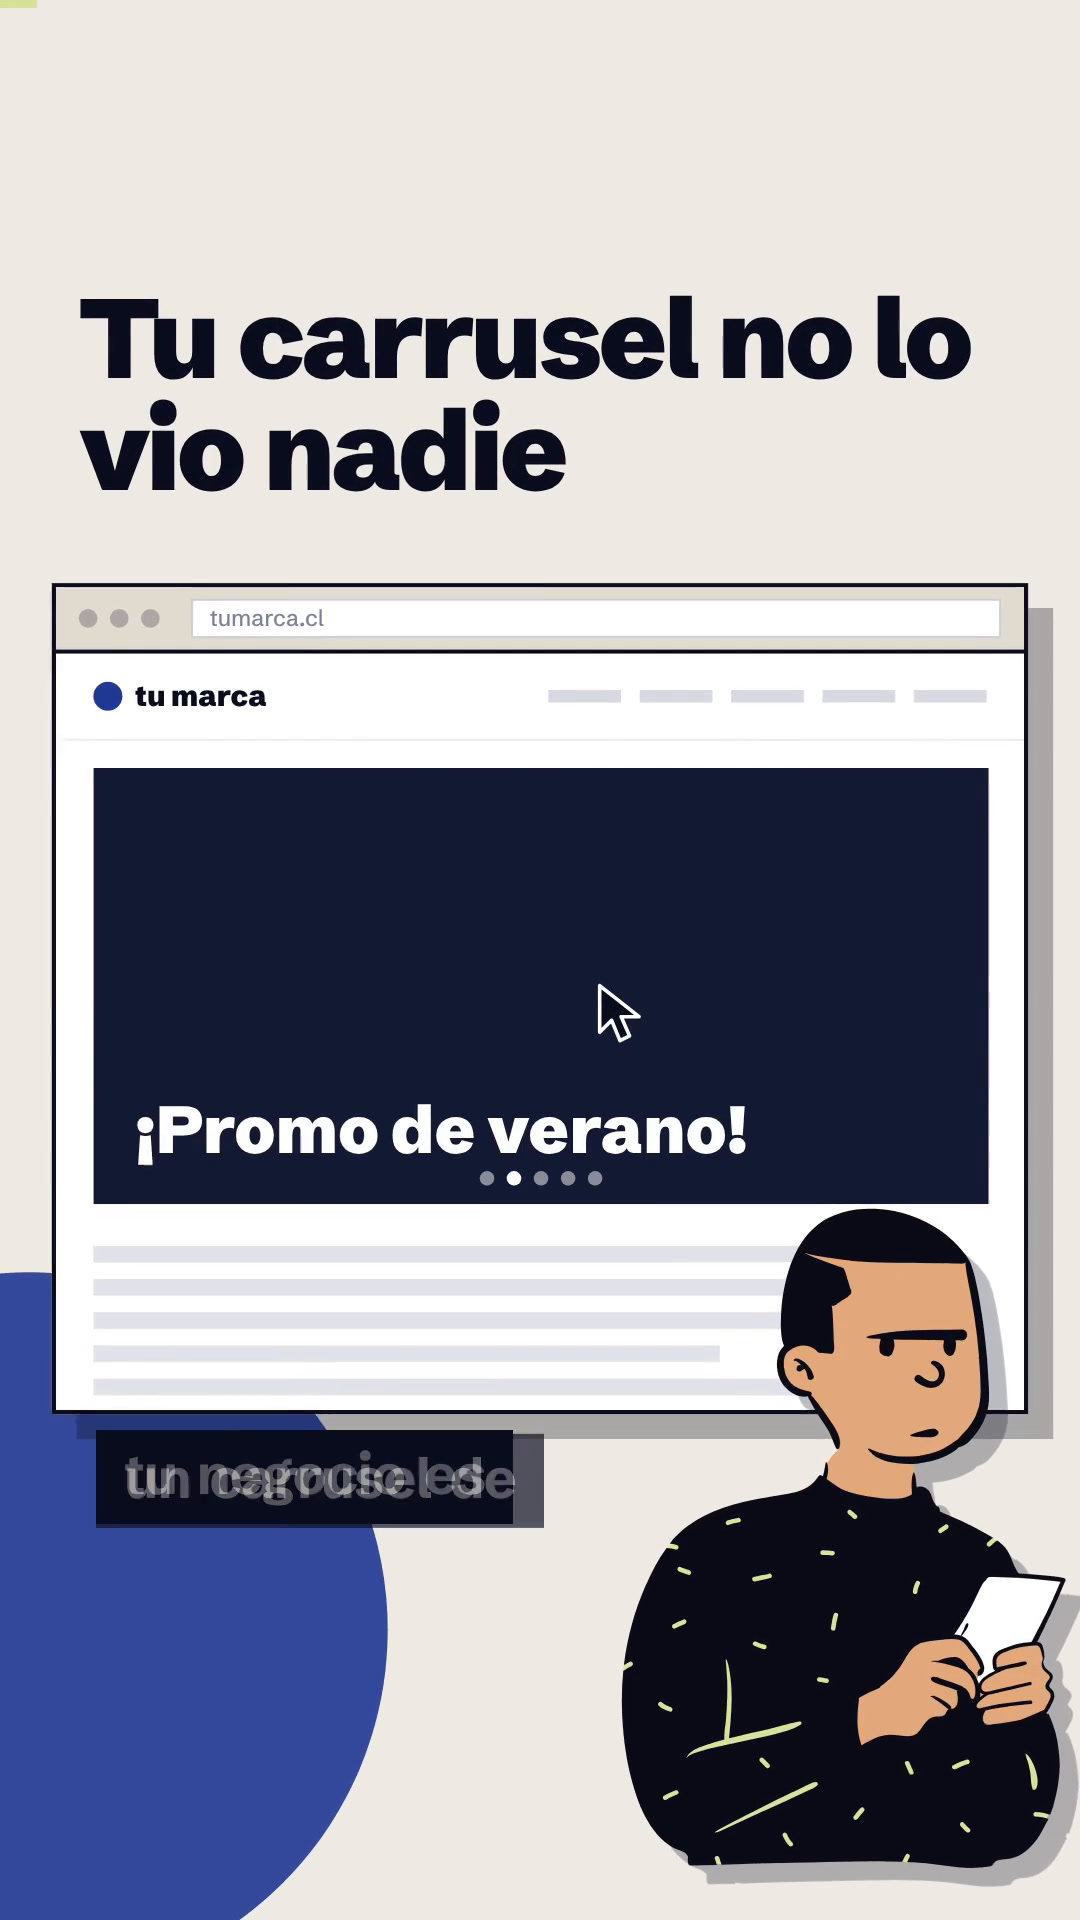 Tu carrusel no lo
vio nadie
tumarca.cl
tu marca
¡Promo de verano!